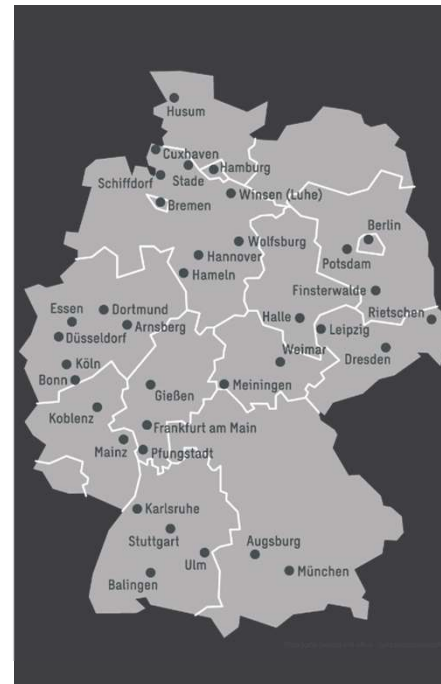 Husum
Cuxhaven
Hamburg
Schiffdorf
Stade
Winsen (Luhe)
Bremen
Berlin
Wolfsburg
Potsdam
Hannover
Hameln
Finsterwalde
Essen
Dortmund
Halle
Rietschen
Arnsberg
Leipzig
Düsseldorf
Weimar
Dresden
Köln
Bonn
Gießen
Meiningen
Koblenz
Frankfurt am Main
Mainz
Pfungstadt
Karlsruhe
Stuttgart
Augsburg
Ulm
München
Balingen